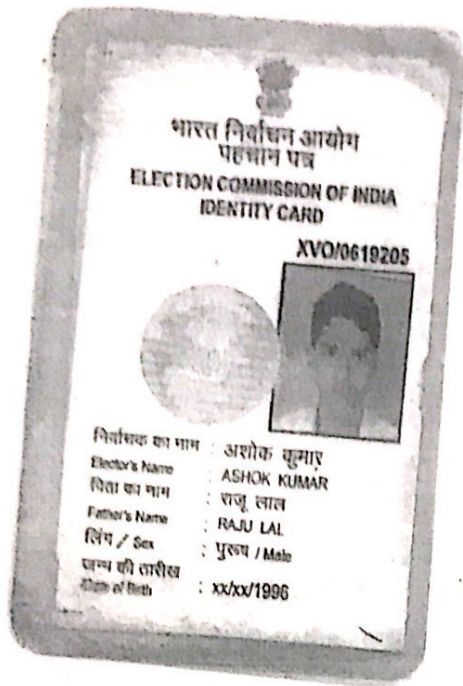 भारत निर्वाचन आयोग
पहचान पत्र
ELECTION COMMISSION OF INDIA
IDENTITY CARD
XVO/0619205
निर्वाचक का नाम : अशोक कुमार
Elector's Name : ASHOK KUMAR
पिता का नाम : राजू लाल
Father's Name : RAJU LAL
लिंग / Sex : पुरूष / Male
जन्म की तारीख
Date of Birth : xx/xx/1996